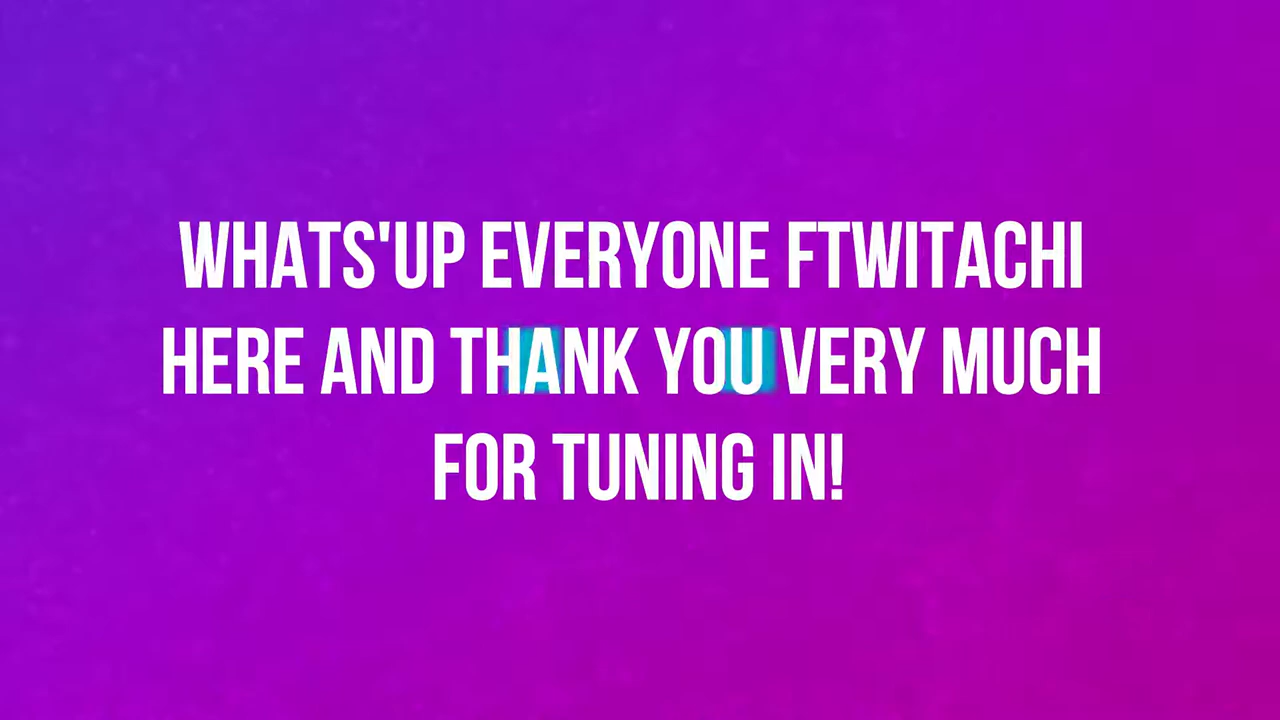 WHATS'UP EVERYONE FTWITACHI
HERE AND THANK YOU VERY MUCH
FOR TUNING IN!